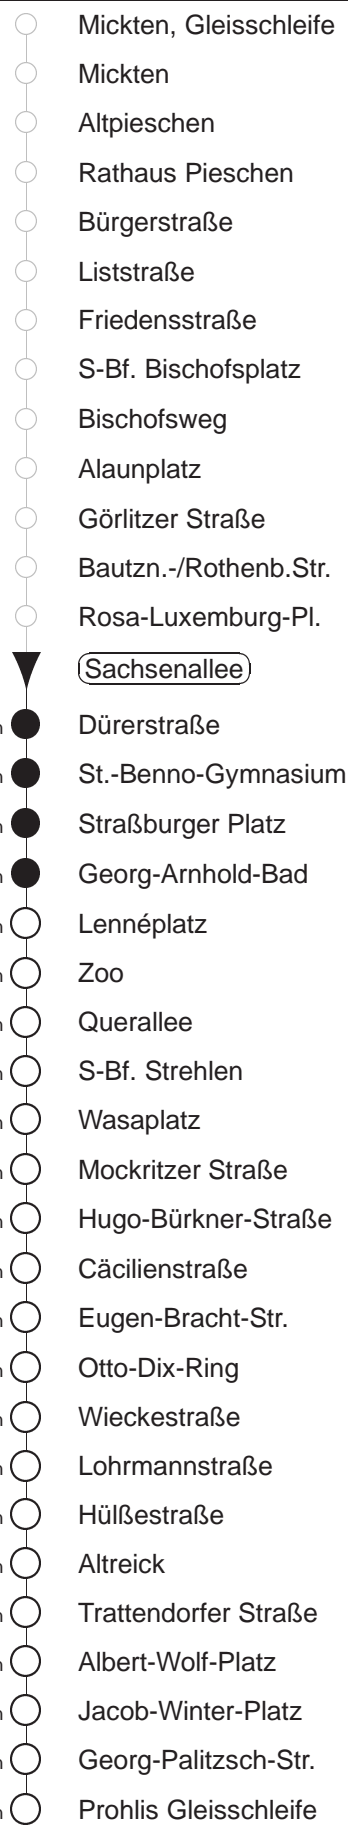 Mickten, Gleisschleife
Mickten
Altpieschen
Rathaus Pieschen
Bürgerstraße
Liststraße
Friedensstraße
S-Bf. Bischofsplatz
Bischofsweg
Alaunplatz
Görlitzer Straße
Bautzn.-/Rothenb.Str.
Rosa-Luxemburg-Pl.
Sachsenallee
Dürerstraße
St.-Benno-Gymnasium
Straßburger Platz
Georg-Arnhold-Bad
Lennéplatz
Zoo
Querallee
S-Bf. Strehlen
Wasaplatz
Mockritzer Straße
Hugo-Bürkner-Straße
Cäcilienstraße
Eugen-Bracht-Str.
Otto-Dix-Ring
Wieckestraße
Lohrmannstraße
Hülßestraße
Altreick
Trattendorfer Straße
Albert-Wolf-Platz
Jacob-Winter-Platz
Georg-Palitzsch-Str.
Prohlis Gleisschleife